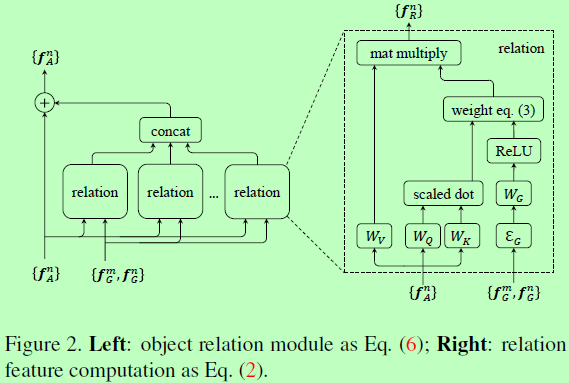 {f_A^n}
+
concat
relation
relation
...
relation
{f_A^n}
{f_G^m, f_G^n}
{f_R^n}
relation
mat multiply
weight eq. (3)
ReLU
scaled dot
W_G
W_V
W_Q
W_K
ℰ_G
{f_A^n}
{f_G^m, f_G^n}
Figure 2. Left: object relation module as Eq. (6); Right: relation
feature computation as Eq. (2).